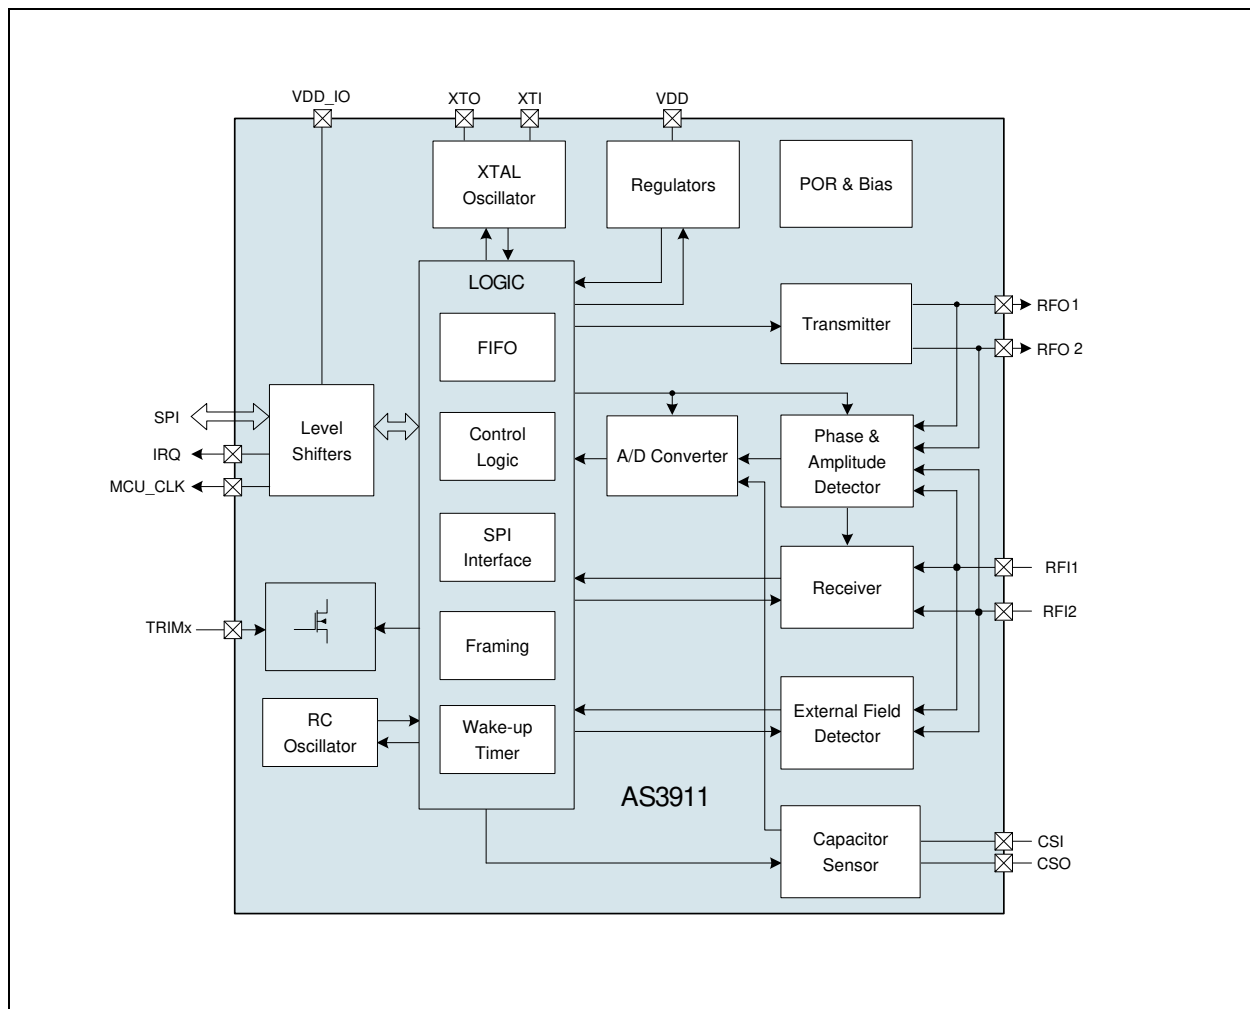 VDD_IO
XTO
XTI
VDD
XTAL
Oscillator
Regulators
POR & Bias
LOGIC
FIFO
Transmitter
RFO 1
RFO 2
SPI
IRQ
MCU_CLK
Level
Shifters
Control
Logic
A/D Converter
Phase &
Amplitude
Detector
SPI
Interface
Receiver
RFI1
RFI2
TRIMx
Framing
RC
Oscillator
Wake-up
Timer
External Field
Detector
AS3911
Capacitor
Sensor
CSI
CSO